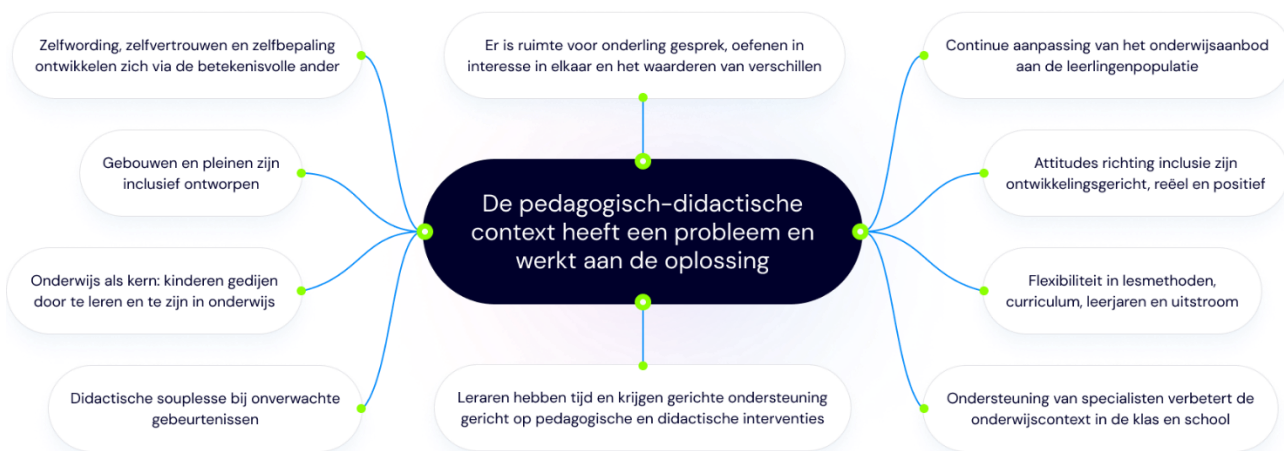 Zelfwording, zelfvertrouwen en zelfbepaling
ontwikkelen zich via de betekenisvolle ander
Er is ruimte voor onderling gesprek, oefenen in
interesse in elkaar en het waarderen van verschillen
Continue aanpassing van het onderwijsaanbod
aan de leerlingenpopulatie
Gebouwen en pleinen zijn
inclusief ontworpen
De pedagogisch-didactische
context heeft een probleem en
werkt aan de oplossing
Attitudes richting inclusie zijn
ontwikkelingsgericht, reëel en positief
Onderwijs als kern: kinderen gedijen
door te leren en te zijn in onderwijs
Flexibiliteit in lesmethoden,
curriculum, leerjaren en uitstroom
Didactische souplesse bij onverwachte
gebeurtenissen
Leraren hebben tijd en krijgen gerichte ondersteuning
gericht op pedagogische en didactische interventies
Ondersteuning van specialisten verbetert de
onderwijscontext in de klas en school